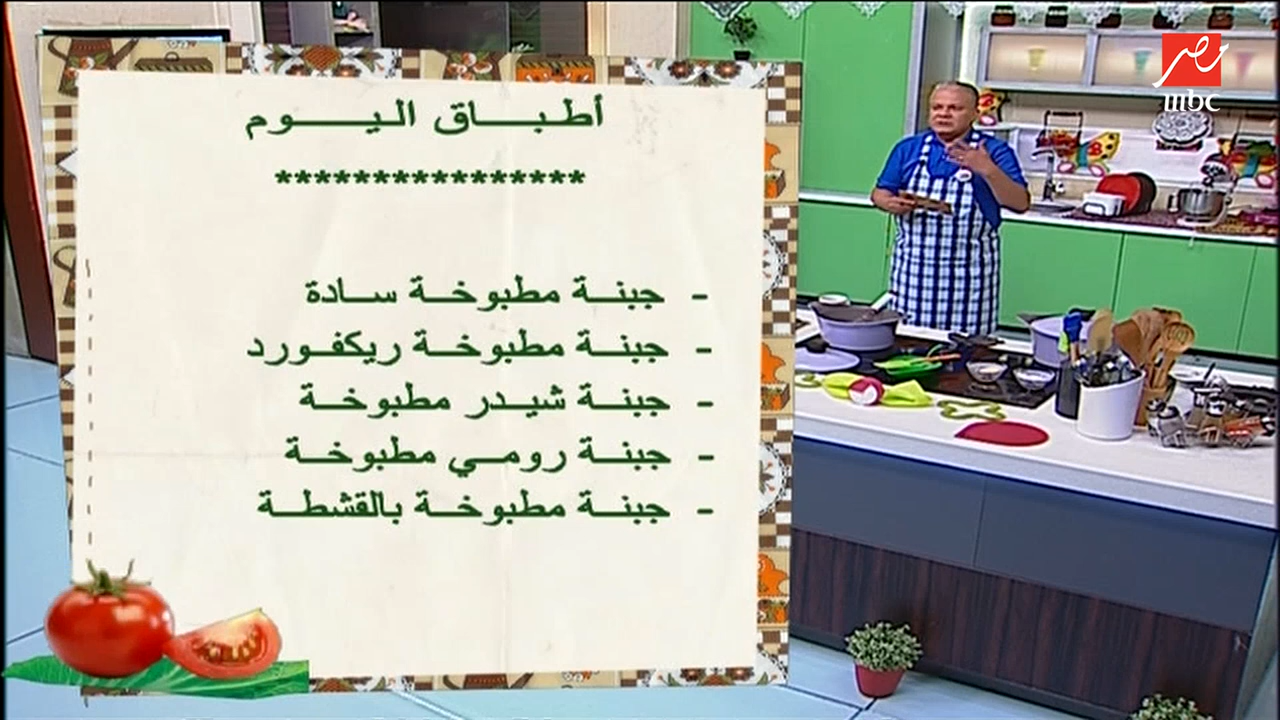 أطباق اليوم
****************
- جبنة مطبوخة سادة
- جبنة مطبوخة ريكفورد
- جبنة شيدر مطبوخة
- جبنة رومي مطبوخة
- جبنة مطبوخة بالقشطة
مصر
mbc